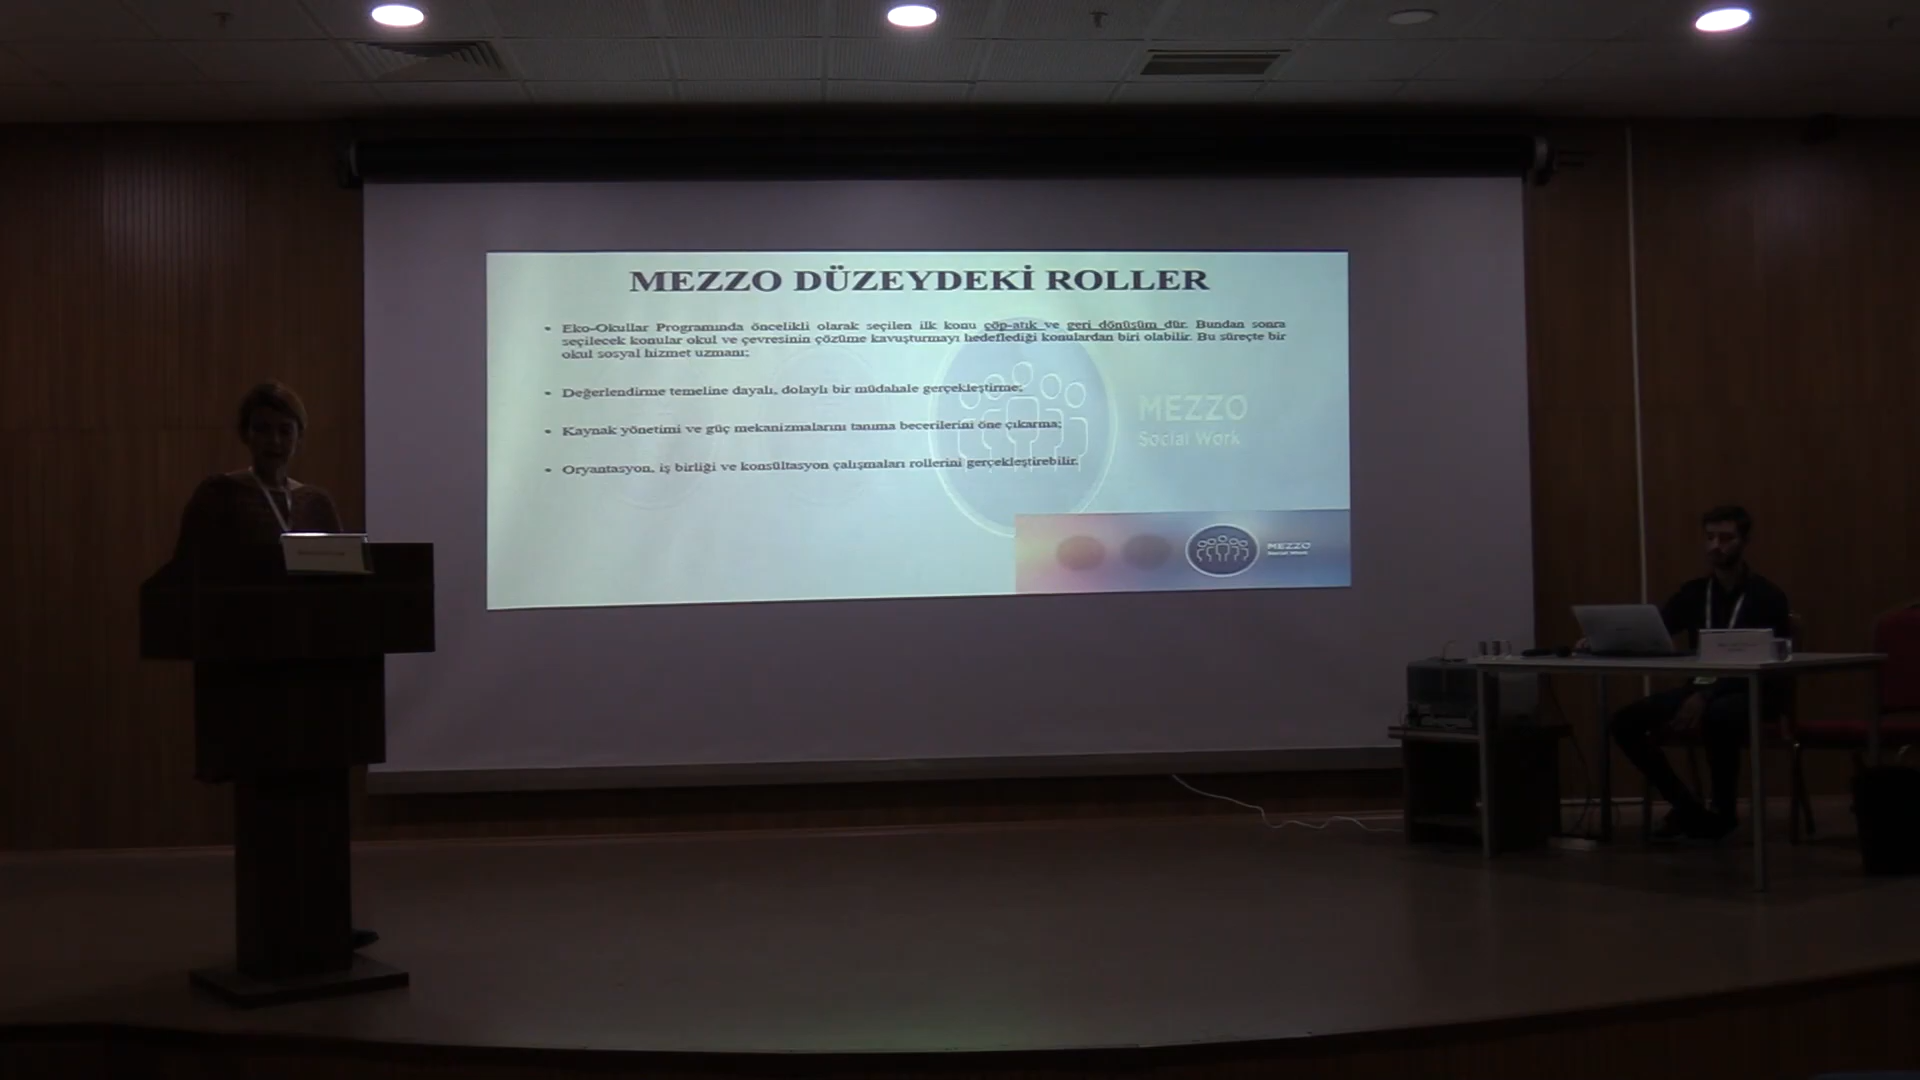 MEZZO DÜZEYDEKİ ROLLER
• Eko-Okullar Programında öncelikli olarak seçilen ilk konu çöp-atık ve geri dönüşüm dür. Bundan sonra
seçilecek konular okul ve çevresinin çözüme kavuşturmayı hedeflediği konulardan biri olabilir. Bu süreçte bir
okul sosyal hizmet uzmanı;
• Değerlendirme temeline dayalı, dolaylı bir müdahale gerçekleştirme;
• Kaynak yönetimi ve güç mekanizmalarını tanıma becerilerini öne çıkarma;
• Oryantasyon, iş birliği ve konsültasyon çalışmaları rollerini gerçekleştirebilir.
MEZZO
Social Work
MEZZO
Social Work